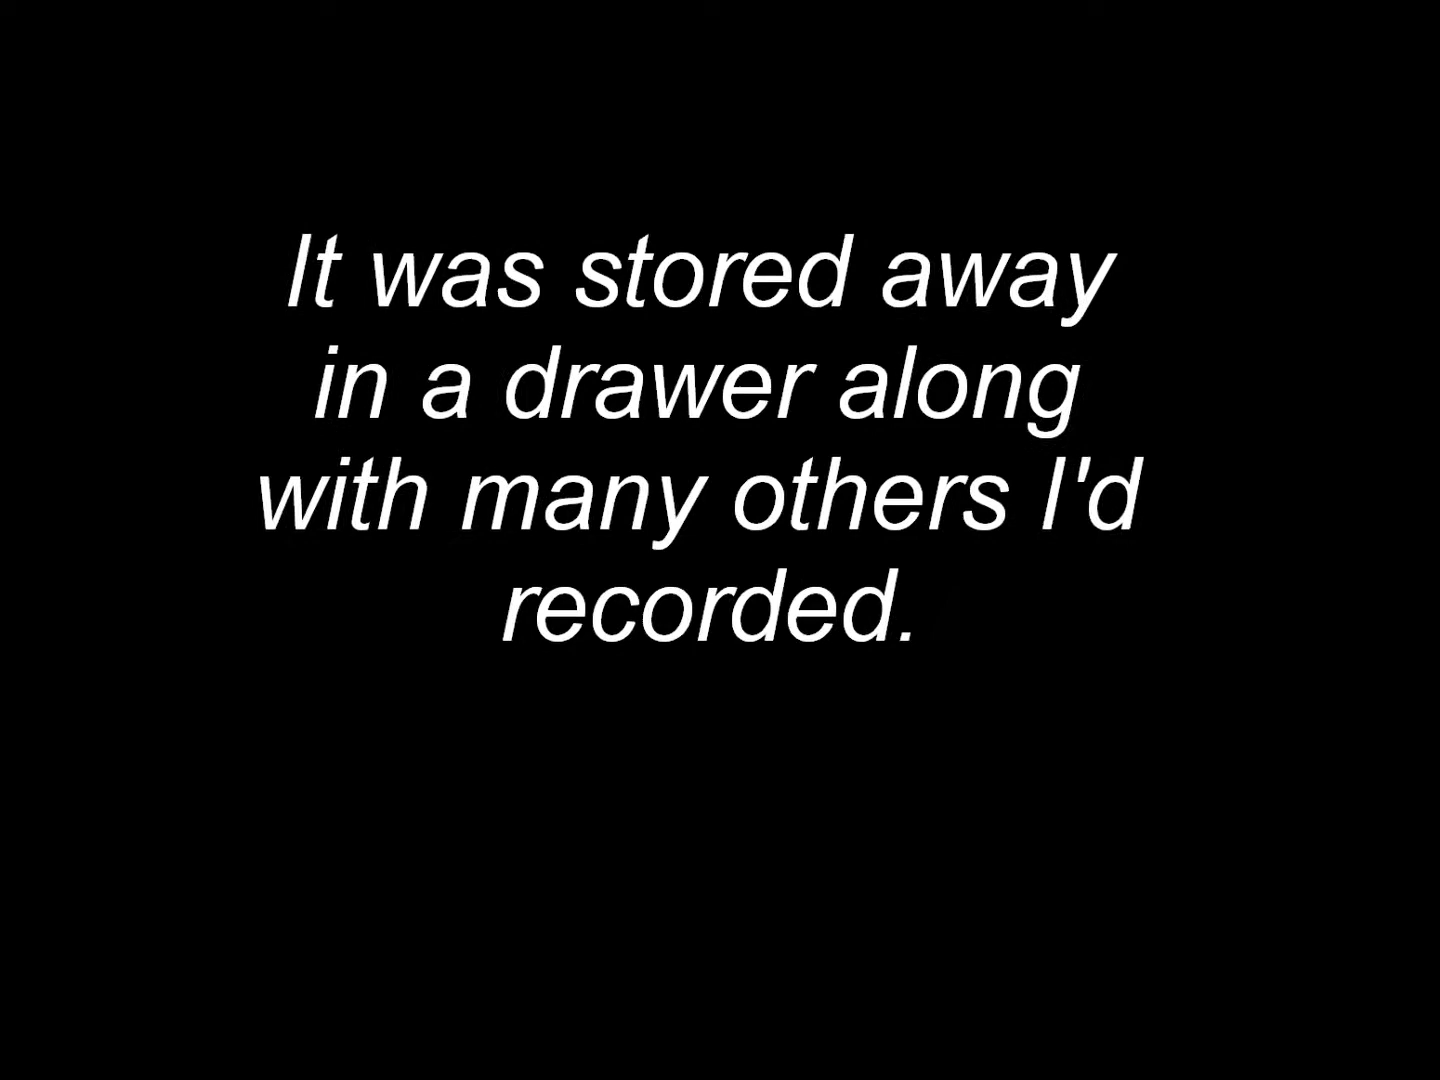 It was stored away
in a drawer along
with many others I'd
recorded.